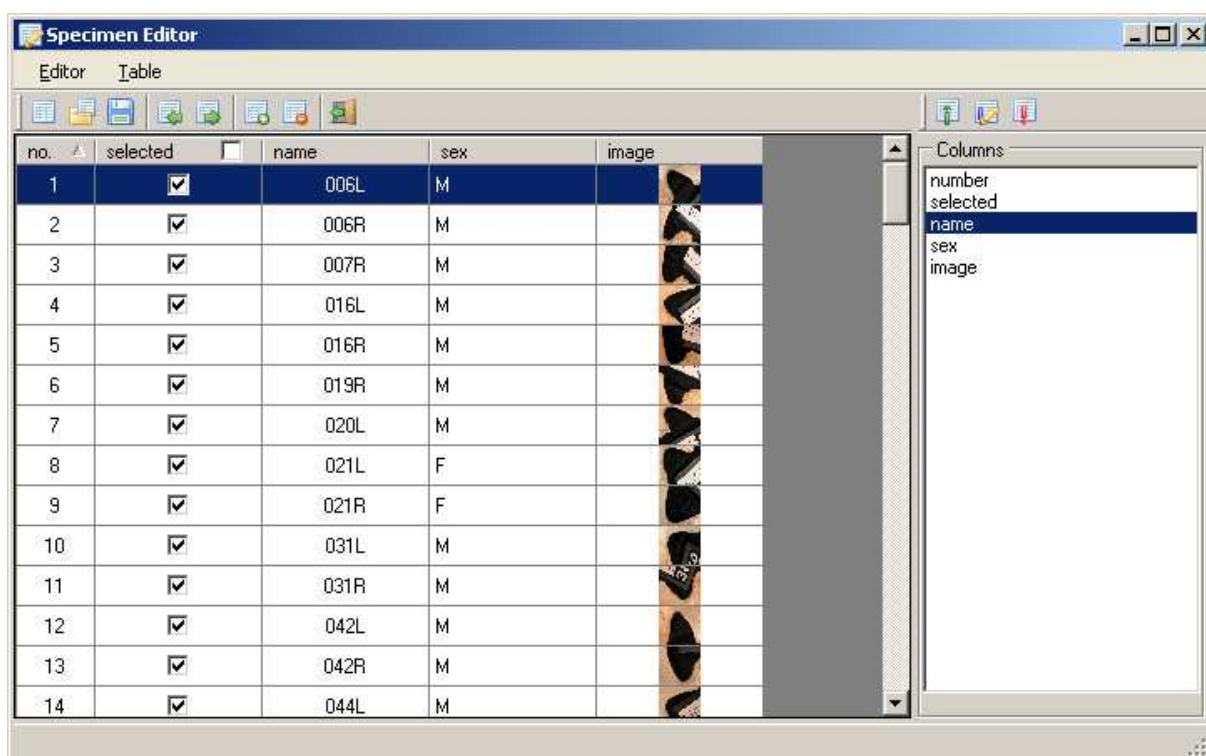 Specimen Editor
Editor Table
no. selected name sex image
1 006L M
2 006R M
3 007R M
4 016L M
5 016R M
6 019R M
7 020L M
8 021L F
9 021R F
10 031L M
11 031R M
12 042L M
13 042R M
14 044L M
Columns
number
selected
name
sex
image